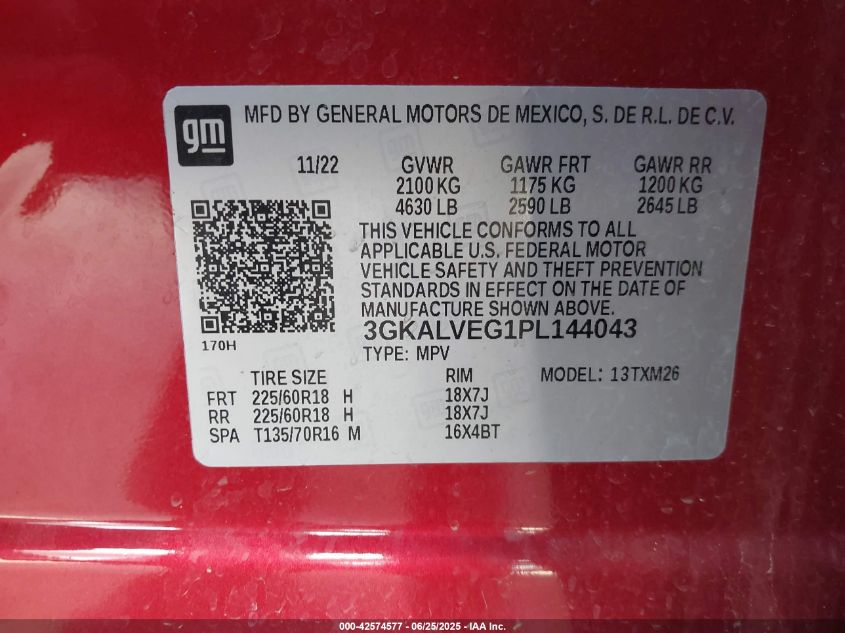 gm
MFD BY GENERAL MOTORS DE MEXICO, S. DE R.L. DE C.V.
11/22 GVWR GAWR FRT GAWR RR
2100 KG 1175 KG 1200 KG
4630 LB 2590 LB 2645 LB
THIS VEHICLE CONFORMS TO ALL
APPLICABLE U.S. FEDERAL MOTOR
VEHICLE SAFETY AND THEFT PREVENTION
STANDARDS IN EFFECT ON THE DATE OF
MANUFACTURE SHOWN ABOVE.
3GKALVEG1PL144043
170H
TYPE: MPV
TIRE SIZE RIM MODEL: 13TXM26
FRT 225/60R18 H 18X7J
RR 225/60R18 H 18X7J
SPA T135/70R16 M 16X4BT
000-42574577 - 06/25/2025 - IAA Inc.